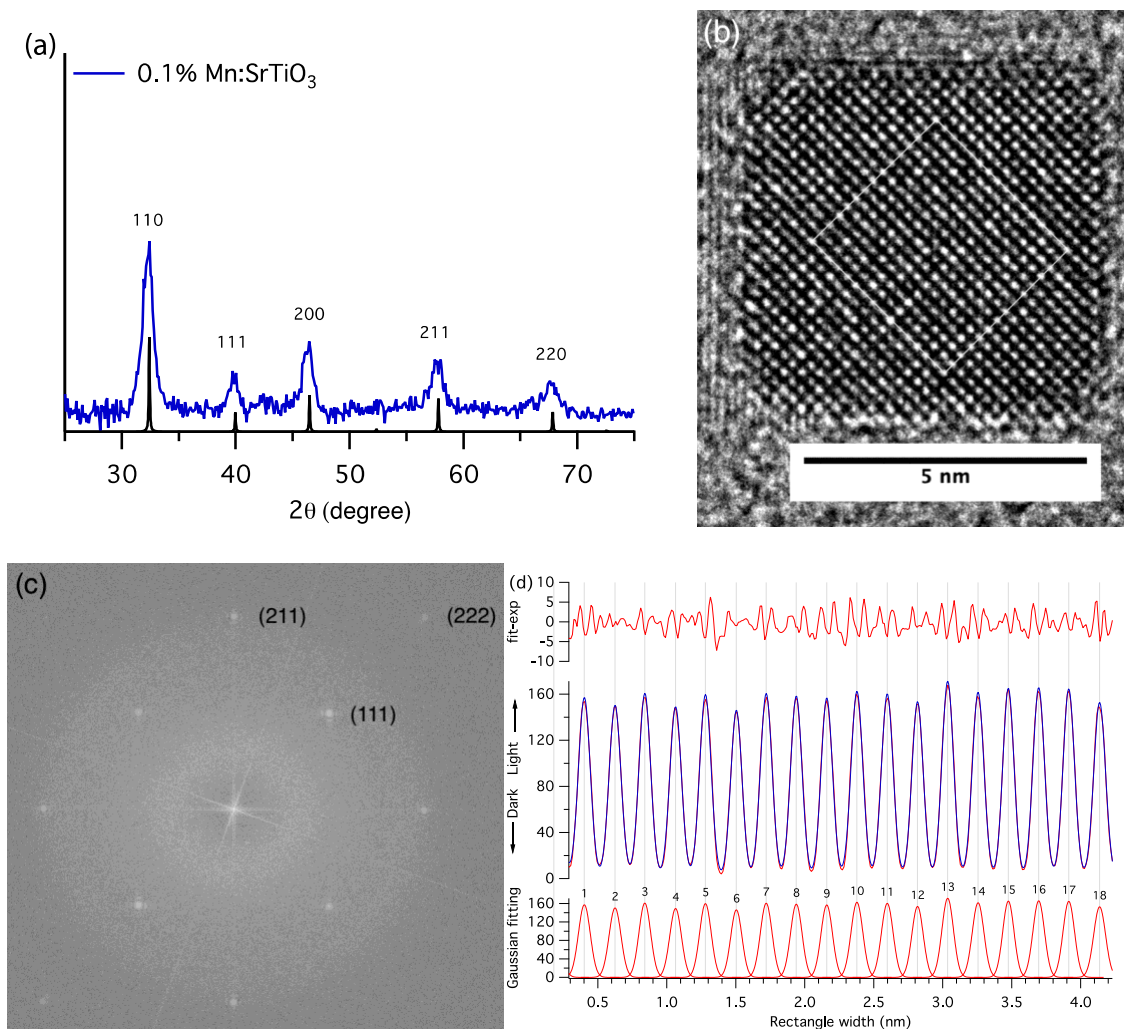 (a)
0.1% Mn:SrTiO₃
110
111
200
211
220
30 40 50 60 70
2θ (degree)
(b)
5 nm
(c)
(211)
(222)
(111)
(d)
10
5
0
-5
-10
fit-exp
160
120
80
40
0
Dark Light
1 2 3 4 5 6 7 8 9 10 11 12 13 14 15 16 17 18
160
120
80
40
0
Gaussian fitting
0.5 1.0 1.5 2.0 2.5 3.0 3.5 4.0
Rectangle width (nm)